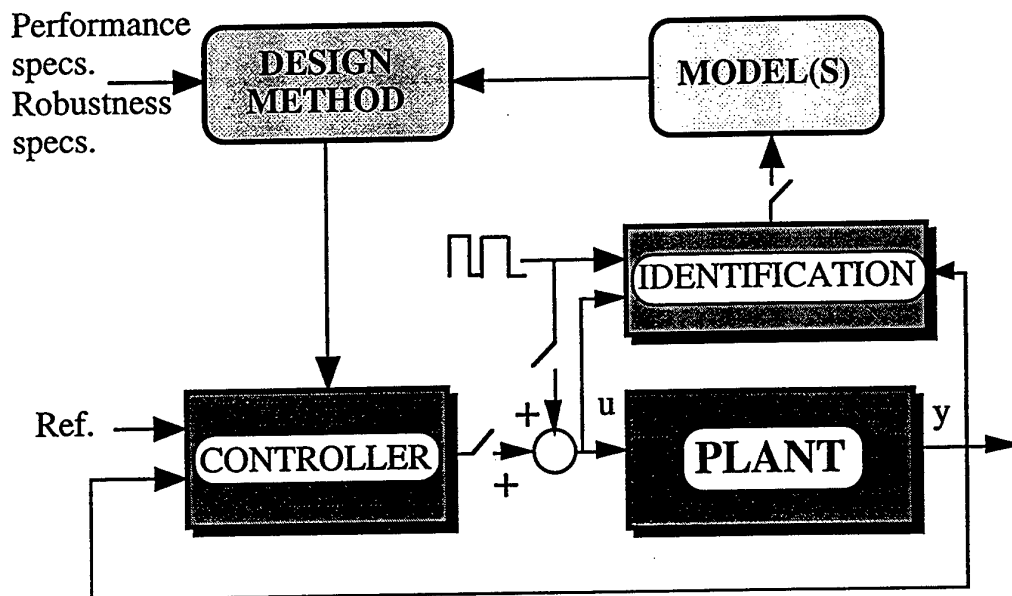 Performance
specs.
Robustness
specs.
DESIGN
METHOD
MODEL(S)
IDENTIFICATION
Ref.
CONTROLLER
+
+
u
PLANT
y